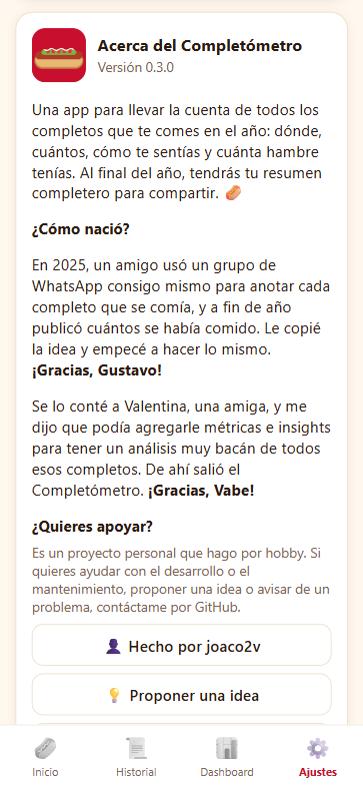 Acerca del Completómetro
Versión 0.3.0
Una app para llevar la cuenta de todos los
completos que te comes en el año: dónde,
cuántos, cómo te sentías y cuánta hambre
tenías. Al final del año, tendrás tu resumen
completero para compartir. 🌭
¿Cómo nació?
En 2025, un amigo usó un grupo de
WhatsApp consigo mismo para anotar cada
completo que se comía, y a fin de año
publicó cuántos se había comido. Le copié
la idea y empecé a hacer lo mismo.
¡Gracias, Gustavo!
Se lo conté a Valentina, una amiga, y me
dijo que podía agregarle métricas e insights
para tener un análisis muy bacán de todos
esos completos. De ahí salió el
Completómetro. ¡Gracias, Vabe!
¿Quieres apoyar?
Es un proyecto personal que hago por hobby. Si
quieres ayudar con el desarrollo o el
mantenimiento, proponer una idea o avisar de un
problema, contáctame por GitHub.
👤 Hecho por joaco2v
💡 Proponer una idea
Inicio
Historial
Dashboard
Ajustes